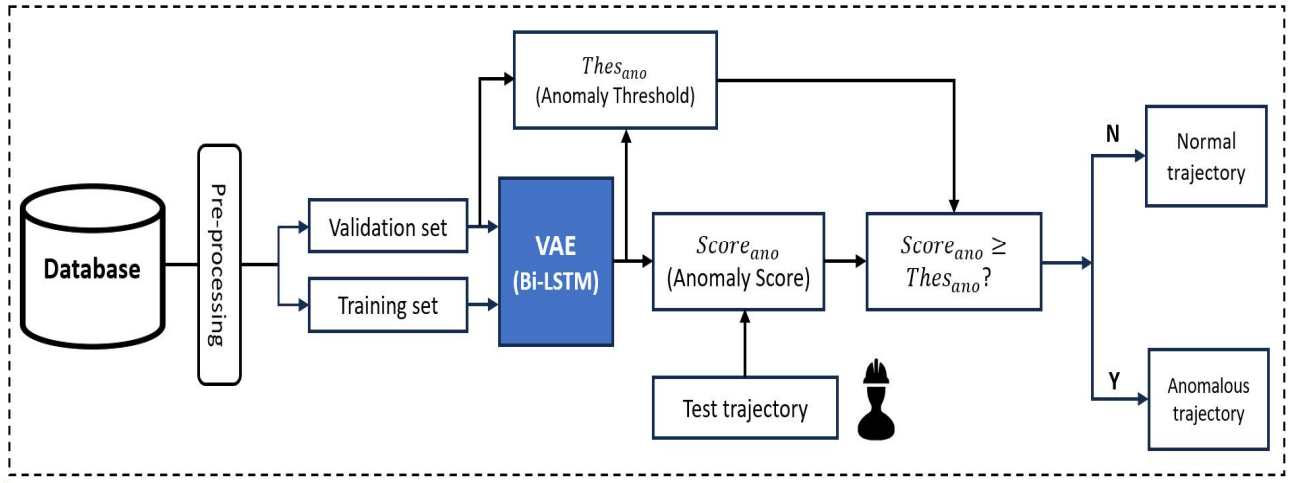 Database
Pre-processing
Validation set
Training set
VAE
(Bi-LSTM)
Thes_ano
(Anomaly Threshold)
Score_ano
(Anomaly Score)
Test trajectory
Score_ano ≥
Thes_ano?
N
Normal
trajectory
Y
Anomalous
trajectory